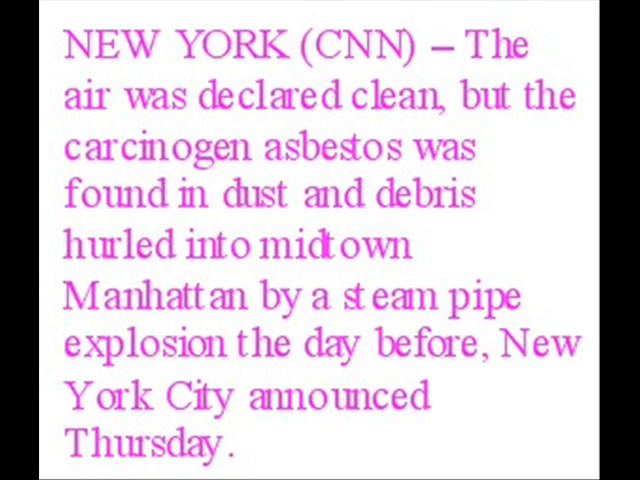 NEW YORK (CNN) – The
air was declared clean, but the
carcinogen asbestos was
found in dust and debris
hurled into midtown
Manhattan by a steam pipe
explosion the day before, New
York City announced
Thursday.